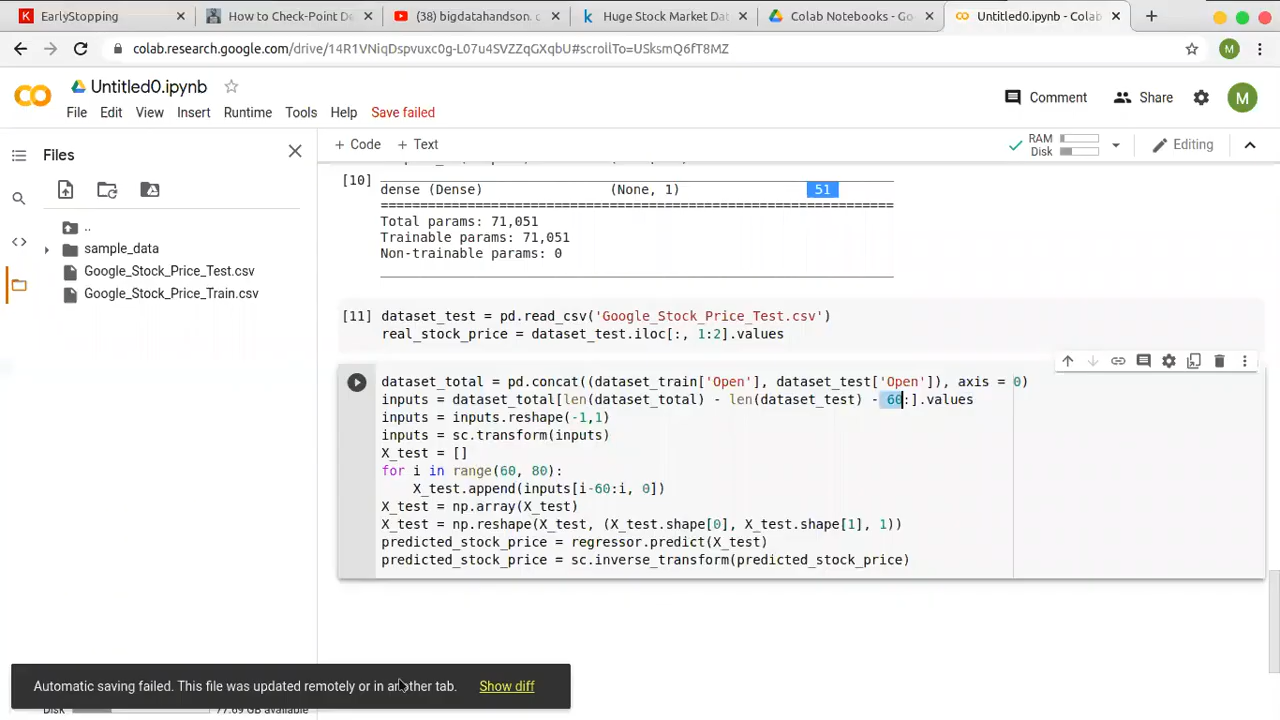 EarlyStopping
How to Check-Point De
(38) bigdatahandson.
Huge Stock Market Dat
Colab Notebooks - Go
Untitled0.ipynb - Colab
colab.research.google.com/drive/14R1VNiqDspvuxc0g-L07u4SVZZqGXqbU#scrollTo=USksmQ6fT8MZ
M
Untitled0.ipynb
Comment
Share
M
File Edit View Insert Runtime Tools Help Save failed
Files
+ Code + Text
RAM
Disk
Editing
..
sample_data
Google_Stock_Price_Test.csv
Google_Stock_Price_Train.csv
[10]
dense (Dense) (None, 1) 51
=================================================================
Total params: 71,051
Trainable params: 71,051
Non-trainable params: 0
[11] dataset_test = pd.read_csv('Google_Stock_Price_Test.csv')
real_stock_price = dataset_test.iloc[:, 1:2].values
dataset_total = pd.concat((dataset_train['Open'], dataset_test['Open']), axis = 0)
inputs = dataset_total[len(dataset_total) - len(dataset_test) - 60:].values
inputs = inputs.reshape(-1,1)
inputs = sc.transform(inputs)
X_test = []
for i in range(60, 80):
X_test.append(inputs[i-60:i, 0])
X_test = np.array(X_test)
X_test = np.reshape(X_test, (X_test.shape[0], X_test.shape[1], 1))
predicted_stock_price = regressor.predict(X_test)
predicted_stock_price = sc.inverse_transform(predicted_stock_price)
Automatic saving failed. This file was updated remotely or in another tab. Show diff
Disk 77.69 GB available